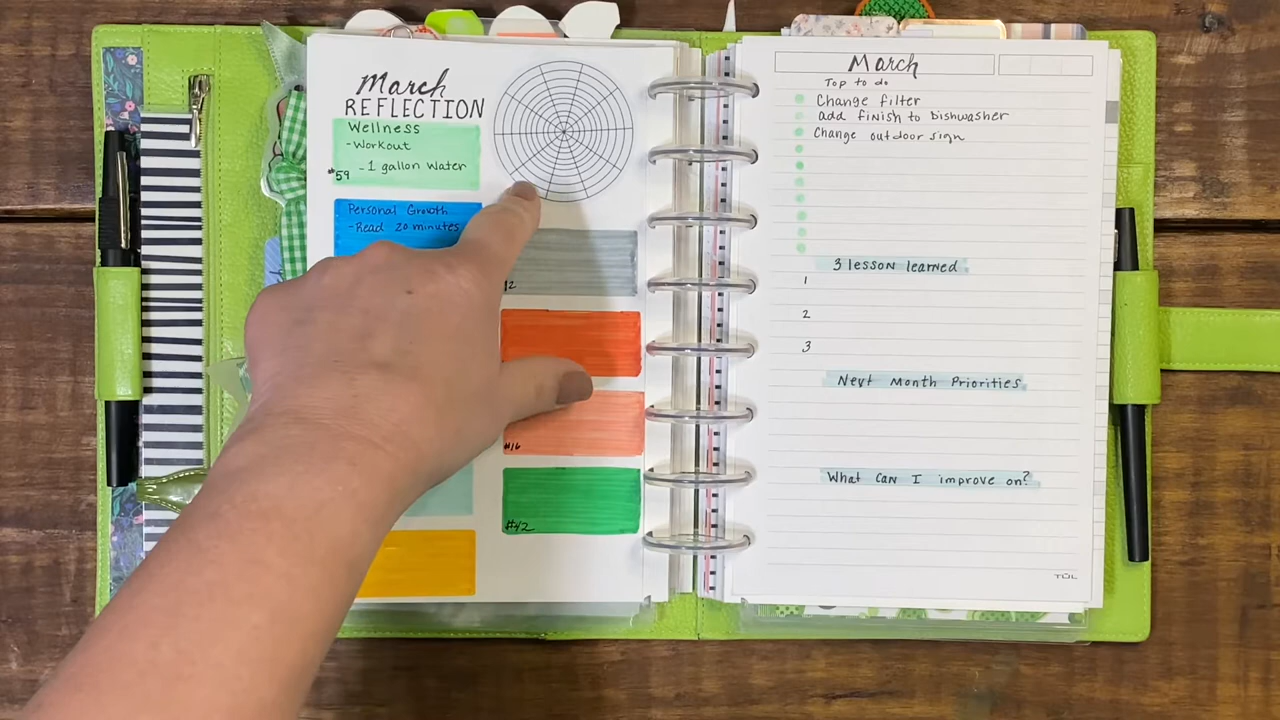 March
REFLECTION
Wellness
-Workout
-1 gallon Water
#59
Personal Growth
-Read 20 minutes
#16
#42
March
Top to do
Change filter
add finish to Dishwasher
Change outdoor sign
3 lesson learned
1
2
3
Next Month Priorities
What Can I improve on?
TUL